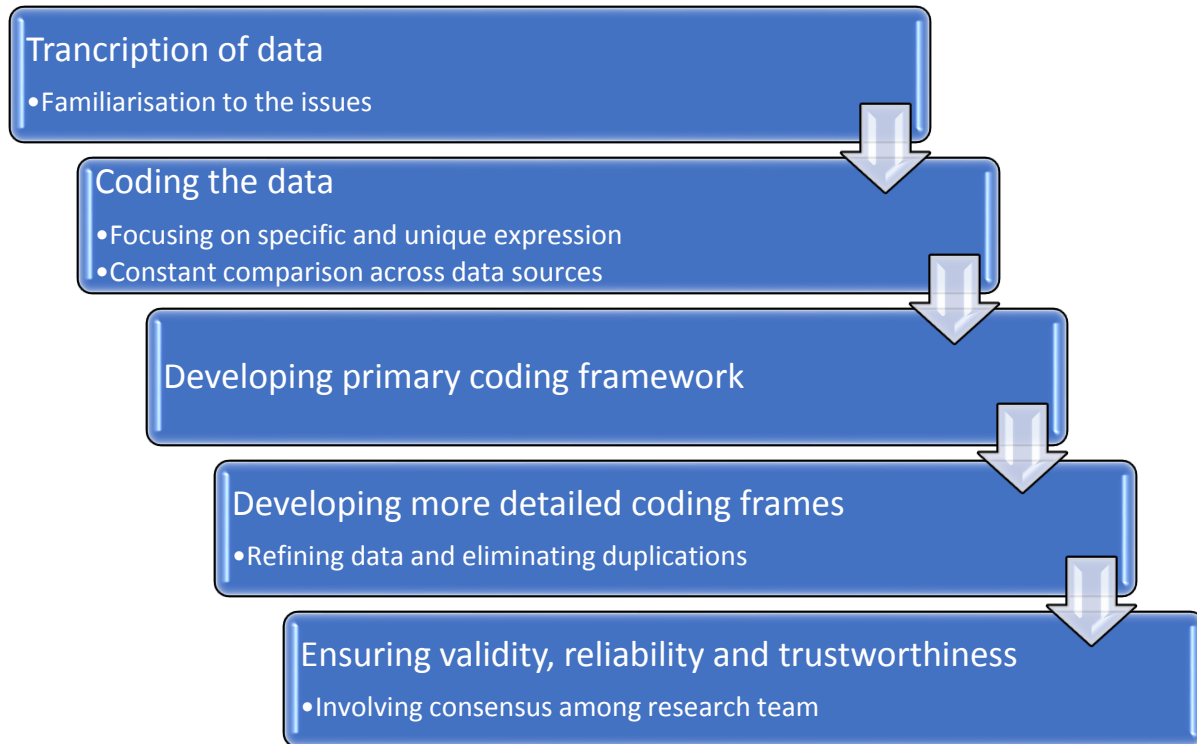 Trancription of data
•Familiarisation to the issues
Coding the data
•Focusing on specific and unique expression
•Constant comparison across data sources
Developing primary coding framework
Developing more detailed coding frames
•Refining data and eliminating duplications
Ensuring validity, reliability and trustworthiness
•Involving consensus among research team